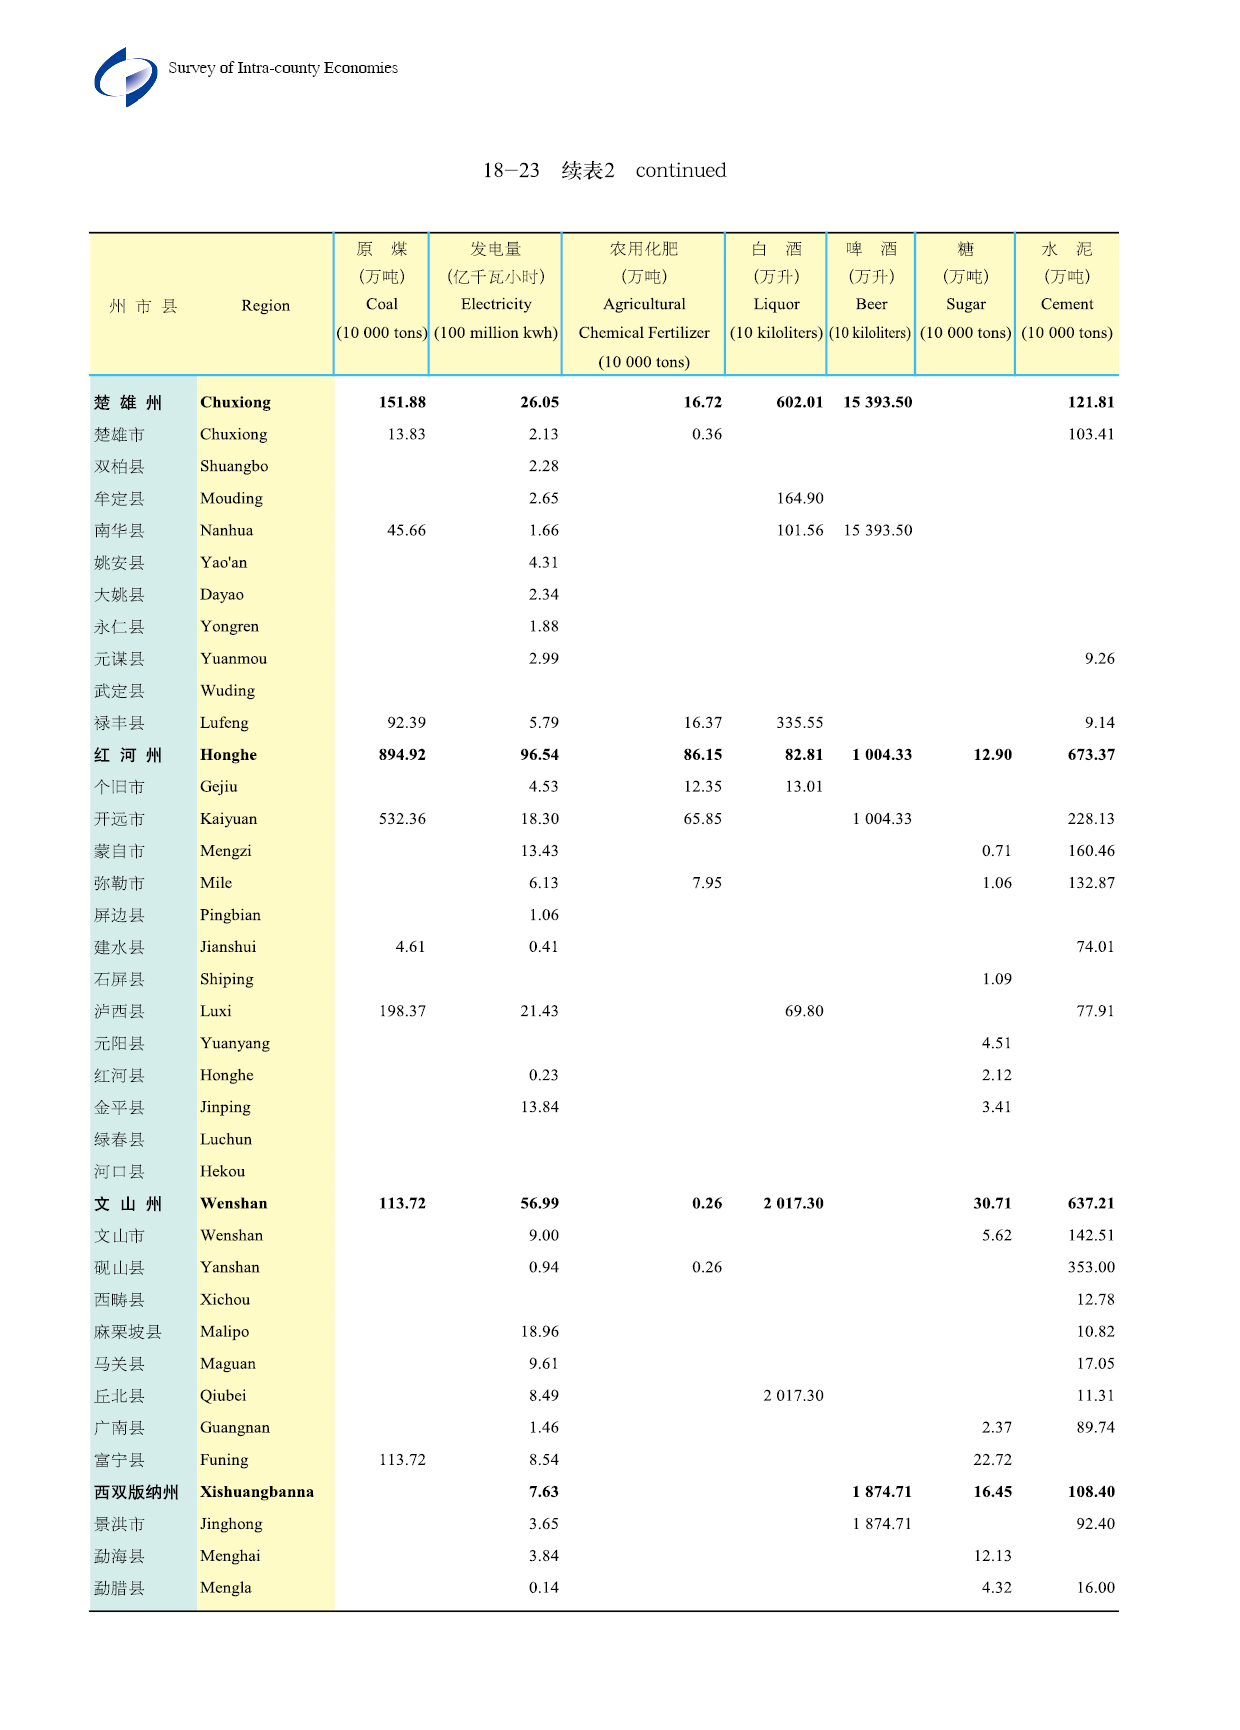 Survey of Intra-county Economies
18—23 续表2 continued
州 市 县 Region 原 煤 (万吨) Coal (10 000 tons) 发电量 (亿千瓦小时) Electricity (100 million kwh) 农用化肥 (万吨) Agricultural Chemical Fertilizer (10 000 tons) 白 酒 (万升) Liquor (10 kiloliters) 啤 酒 (万升) Beer (10 kiloliters) 糖 (万吨) Sugar (10 000 tons) 水 泥 (万吨) Cement (10 000 tons)
楚 雄 州 Chuxiong 151.88 26.05 16.72 602.01 15 393.50 121.81
楚雄市 Chuxiong 13.83 2.13 0.36 103.41
双柏县 Shuangbo 2.28
牟定县 Mouding 2.65 164.90
南华县 Nanhua 45.66 1.66 101.56 15 393.50
姚安县 Yao'an 4.31
大姚县 Dayao 2.34
永仁县 Yongren 1.88
元谋县 Yuanmou 2.99 9.26
武定县 Wuding
禄丰县 Lufeng 92.39 5.79 16.37 335.55 9.14
红 河 州 Honghe 894.92 96.54 86.15 82.81 1 004.33 12.90 673.37
个旧市 Gejiu 4.53 12.35 13.01
开远市 Kaiyuan 532.36 18.30 65.85 1 004.33 228.13
蒙自市 Mengzi 13.43 0.71 160.46
弥勒市 Mile 6.13 7.95 1.06 132.87
屏边县 Pingbian 1.06
建水县 Jianshui 4.61 0.41 74.01
石屏县 Shiping 1.09
泸西县 Luxi 198.37 21.43 69.80 77.91
元阳县 Yuanyang 4.51
红河县 Honghe 0.23 2.12
金平县 Jinping 13.84 3.41
绿春县 Luchun
河口县 Hekou
文 山 州 Wenshan 113.72 56.99 0.26 2 017.30 30.71 637.21
文山市 Wenshan 9.00 5.62 142.51
砚山县 Yanshan 0.94 0.26 353.00
西畴县 Xichou 12.78
麻栗坡县 Malipo 18.96 10.82
马关县 Maguan 9.61 17.05
丘北县 Qiubei 8.49 2 017.30 11.31
广南县 Guangnan 1.46 2.37 89.74
富宁县 Funing 113.72 8.54 22.72
西双版纳州 Xishuangbanna 7.63 1 874.71 16.45 108.40
景洪市 Jinghong 3.65 1 874.71 92.40
勐海县 Menghai 3.84 12.13
勐腊县 Mengla 0.14 4.32 16.00